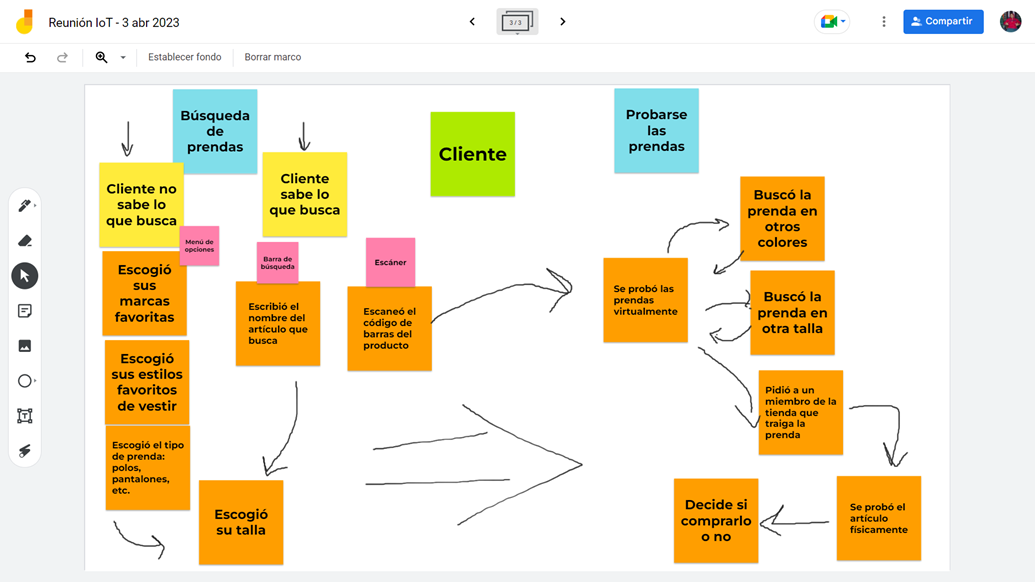 Reunión IoT - 3 abr 2023
3 / 3
Compartir
Establecer fondo
Borrar marco
Búsqueda
de
prendas
Cliente
Probarse
las
prendas
Cliente no
sabe lo
que busca
Cliente
sabe lo
que busca
Menú de
opciones
Barra de
búsqueda
Escáner
Escogió
sus
marcas
favoritas
Escribió el
nombre del
artículo que
busca
Escaneó el
código de
barras del
producto
Escogió
sus estilos
favoritos
de vestir
Escogió el tipo
de prenda:
polos,
pantalones,
etc.
Escogió
su talla
Se probó las
prendas
virtualmente
Buscó la
prenda en
otros
colores
Buscó la
prenda en
otra talla
Pidió a un
miembro de la
tienda que
traiga la
prenda
Se probó el
artículo
físicamente
Decide si
comprarlo
o no